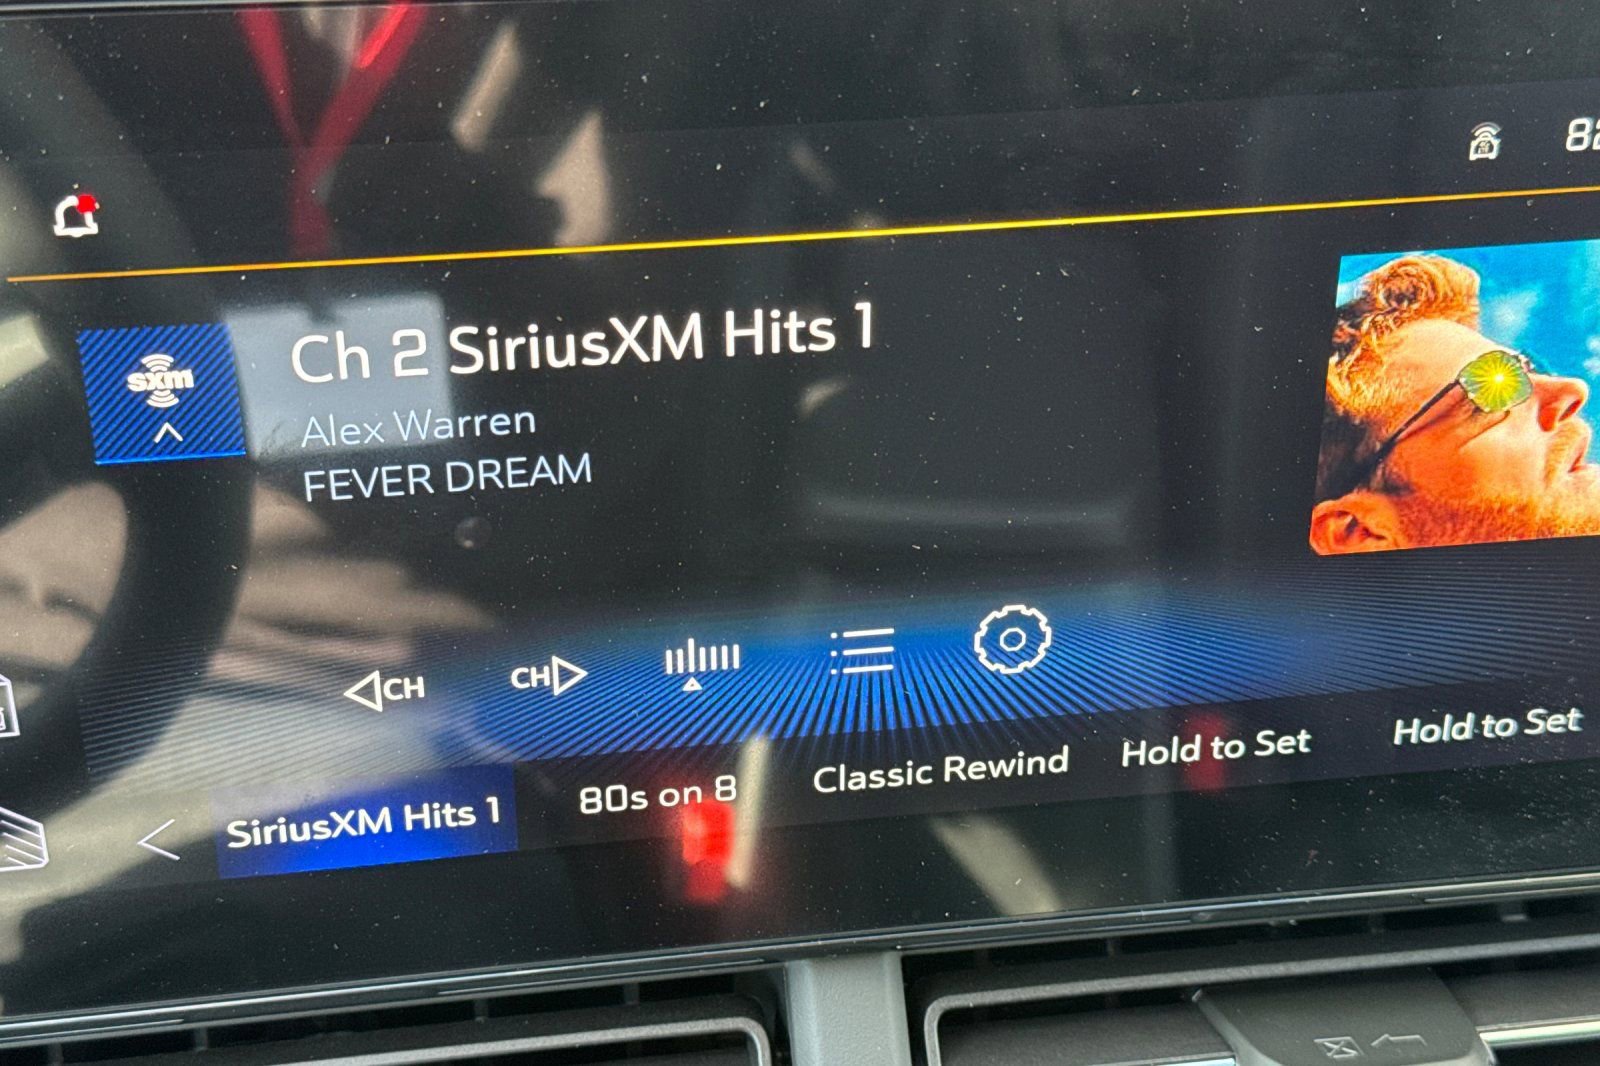 82
sxm
Ch 2 SiriusXM Hits 1
Alex Warren
FEVER DREAM
CH
CH
SiriusXM Hits 1
80s on 8
Classic Rewind
Hold to Set
Hold to Set